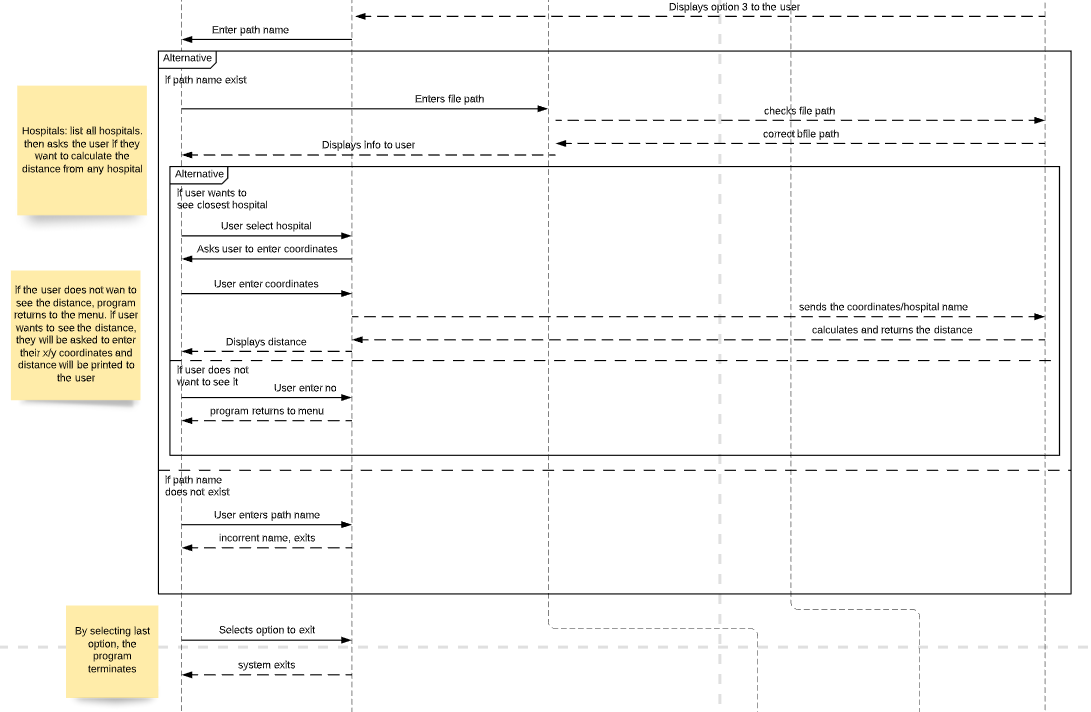 Displays option 3 to the user
Enter path name
Alternative
If path name exist
Enters file path
checks file path
correct bfile path
Displays info to user
Hospitals: list all hospitals.
then asks the user if they
want to calculate the
distance from any hospital
Alternative
If user wants to
see closest hospital
User select hospital
Asks user to enter coordinates
User enter coordinates
sends the coordinates/hospital name
calculates and returns the distance
Displays distance
If the user does not wan to
see the distance, program
returns to the menu. if user
wants to see the distance,
they will be asked to enter
their x/y coordinates and
distance will be printed to
the user
If user does not
want to see it
User enter no
program returns to menu
If path name
does not exist
User enters path name
incorrent name, exits
By selecting last
option, the
program
terminates
Selects option to exit
system exits